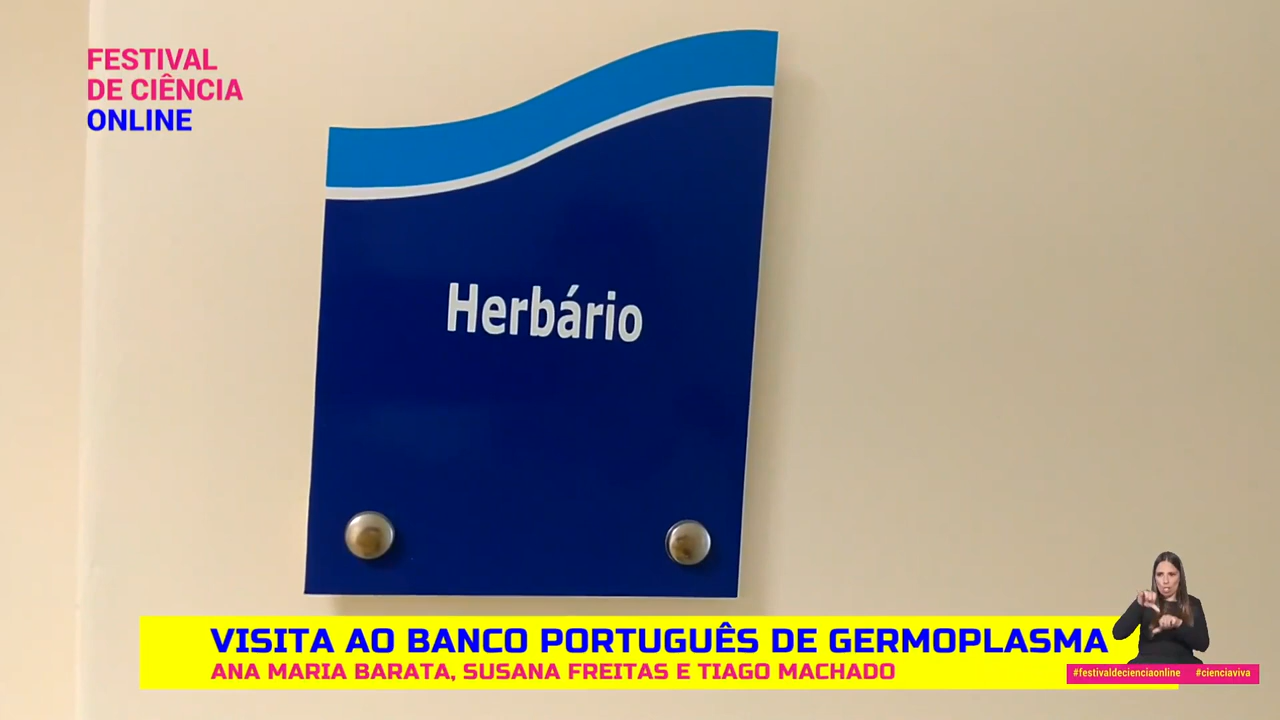 FESTIVAL
DE CIÊNCIA
ONLINE
Herbário
VISITA AO BANCO PORTUGUÊS DE GERMOPLASMA
ANA MARIA BARATA, SUSANA FREITAS E TIAGO MACHADO
#festivaldecienciaonline #cienciaviva